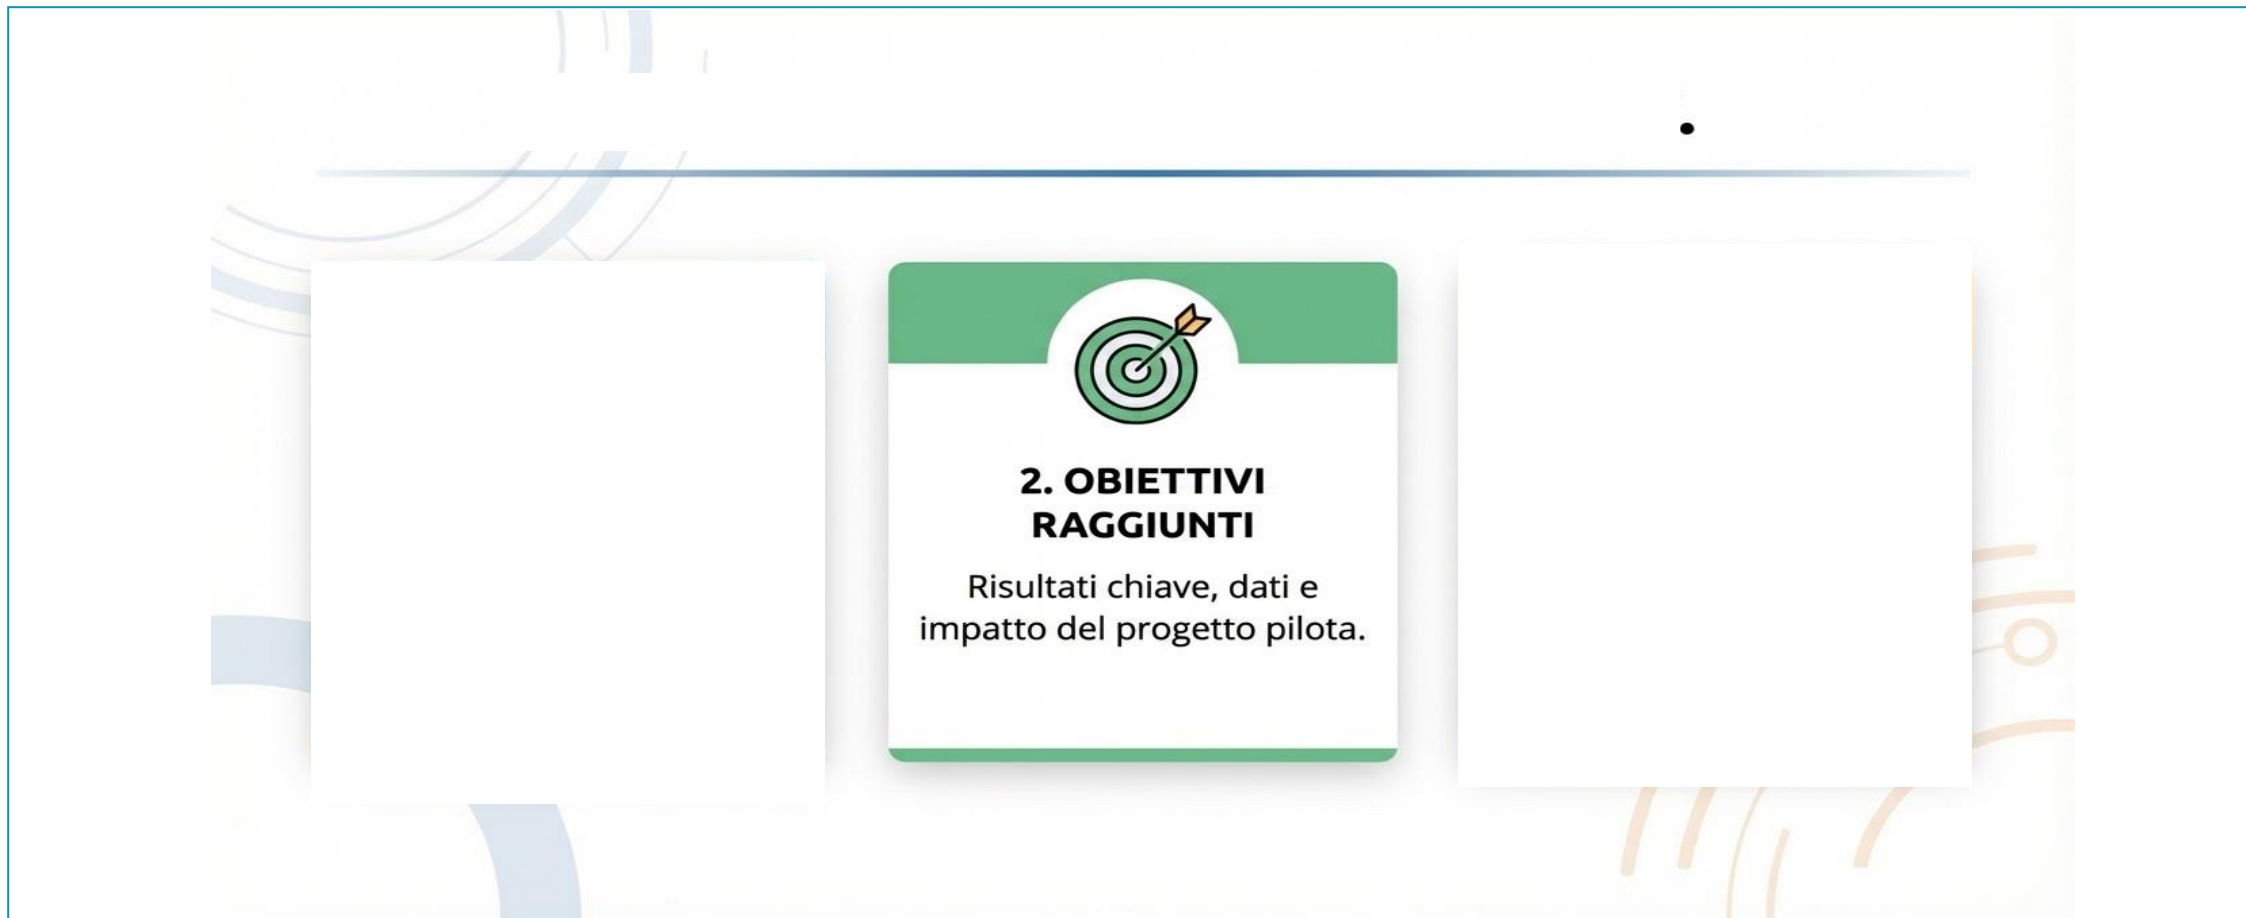 2. OBIETTIVI
RAGGIUNTI
Risultati chiave, dati e
impatto del progetto pilota.